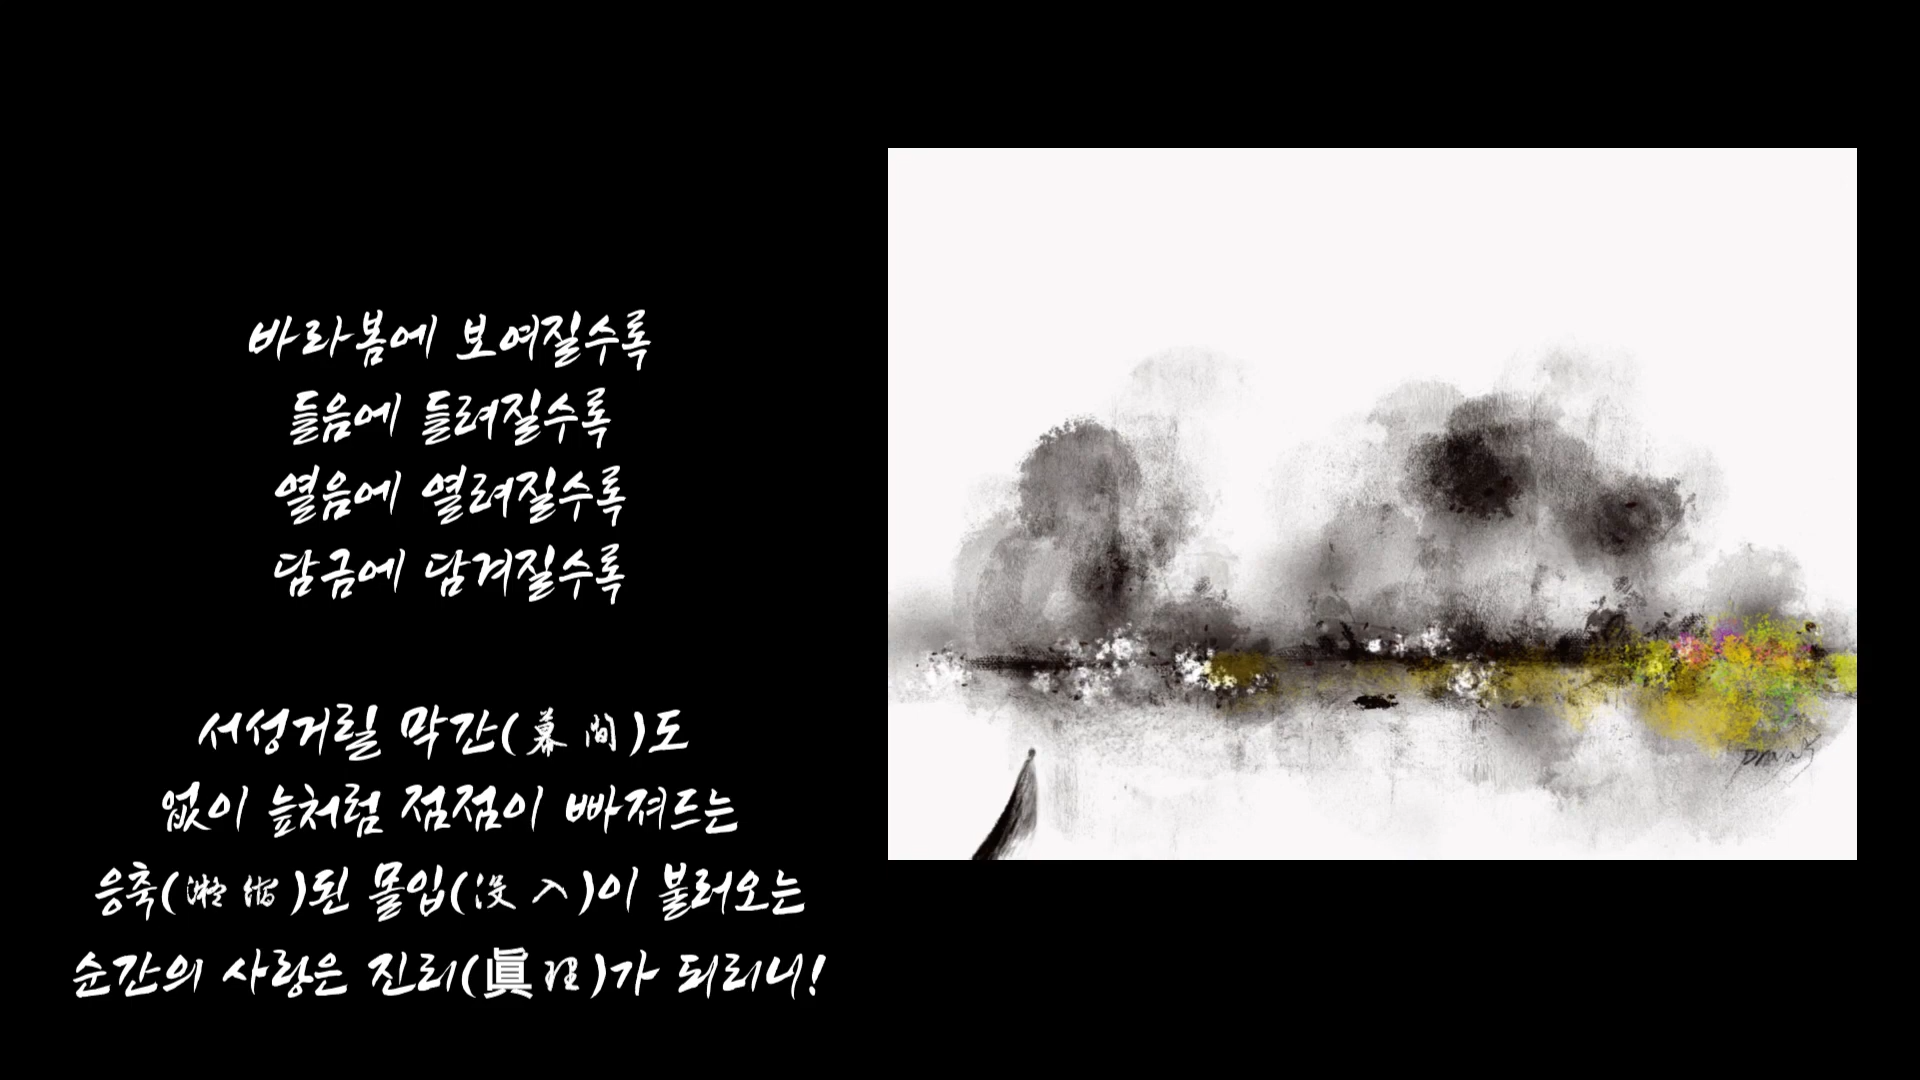 바라봄에 보여질수록
들음에 들려질수록
열음에 열려질수록
담금에 담겨질수록
서성거릴 막간(幕間)도
없이 늪처럼 점점이 빠져드는
응축(凝縮)된 몰입(沒入)이 불러오는
순간의 사랑은 진리(眞理)가 되리니!